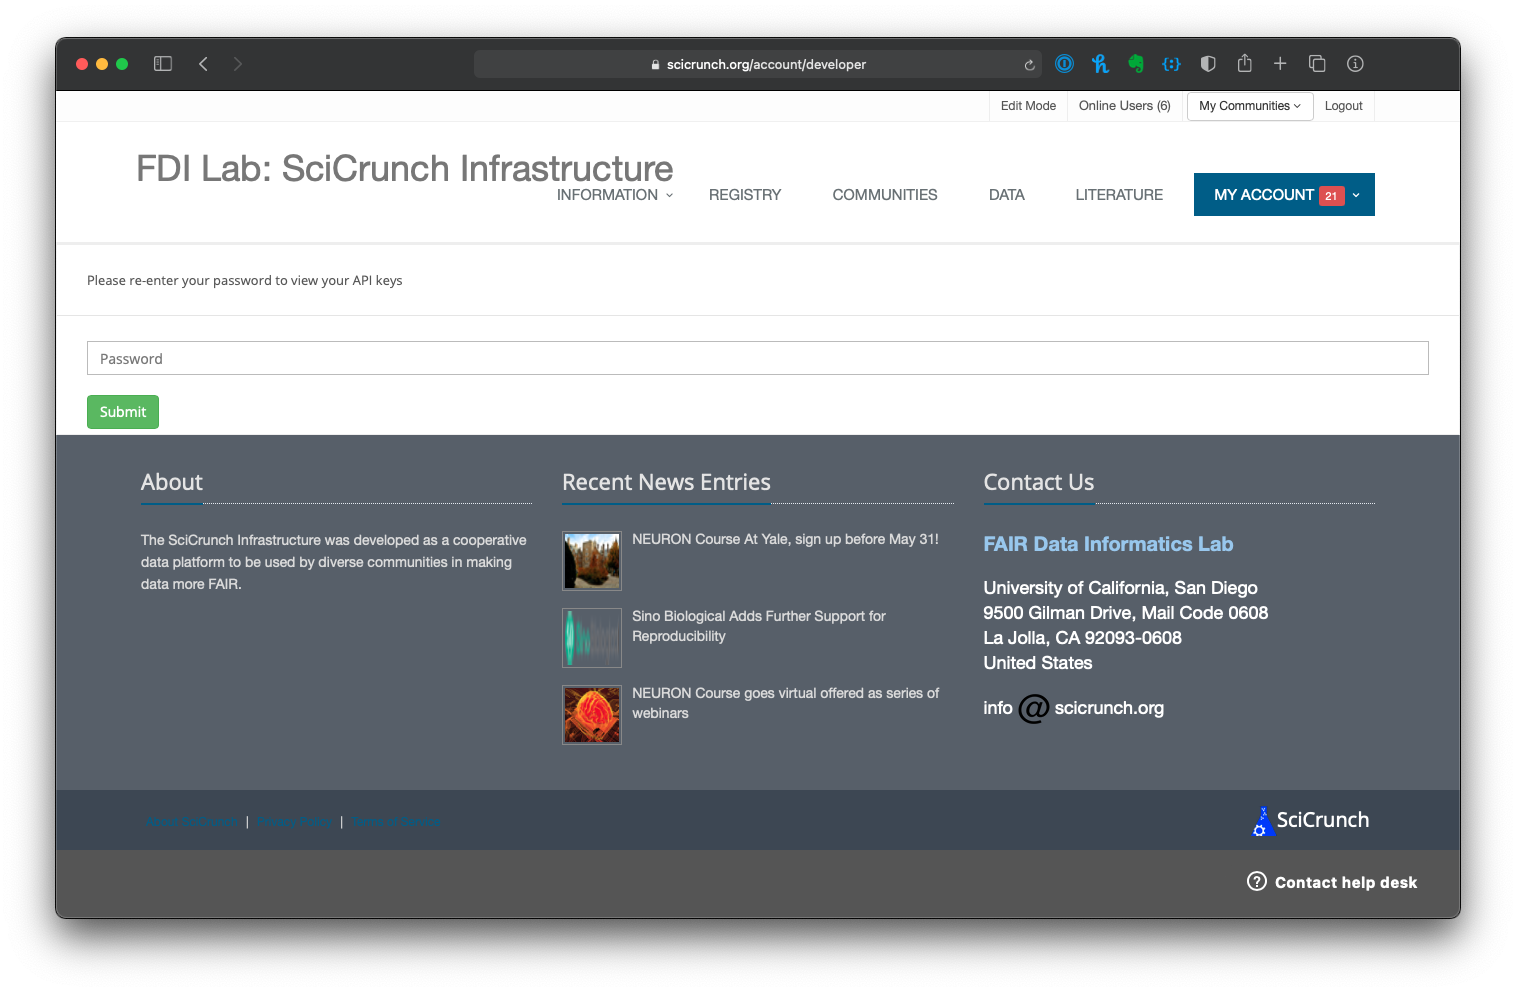 scicrunch.org/account/developer
Edit Mode
Online Users (6)
My Communities
Logout
FDI Lab: SciCrunch Infrastructure
INFORMATION
REGISTRY
COMMUNITIES
DATA
LITERATURE
MY ACCOUNT 21
Please re-enter your password to view your API keys
Password
Submit
About
The SciCrunch Infrastructure was developed as a cooperative
data platform to be used by diverse communities in making
data more FAIR.
Recent News Entries
NEURON Course At Yale, sign up before May 31!
Sino Biological Adds Further Support for
Reproducibility
NEURON Course goes virtual offered as series of
webinars
Contact Us
FAIR Data Informatics Lab
University of California, San Diego
9500 Gilman Drive, Mail Code 0608
La Jolla, CA 92093-0608
United States
info @ scicrunch.org
| Privacy Policy | Terms of Service
SciCrunch
Contact help desk